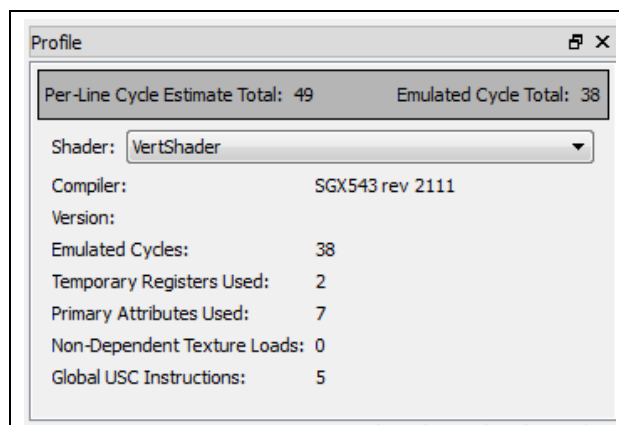 Profile
Per-Line Cycle Estimate Total: 49 Emulated Cycle Total: 38
Shader: VertShader
Compiler: SGX543 rev 2111
Version:
Emulated Cycles: 38
Temporary Registers Used: 2
Primary Attributes Used: 7
Non-Dependent Texture Loads: 0
Global USC Instructions: 5